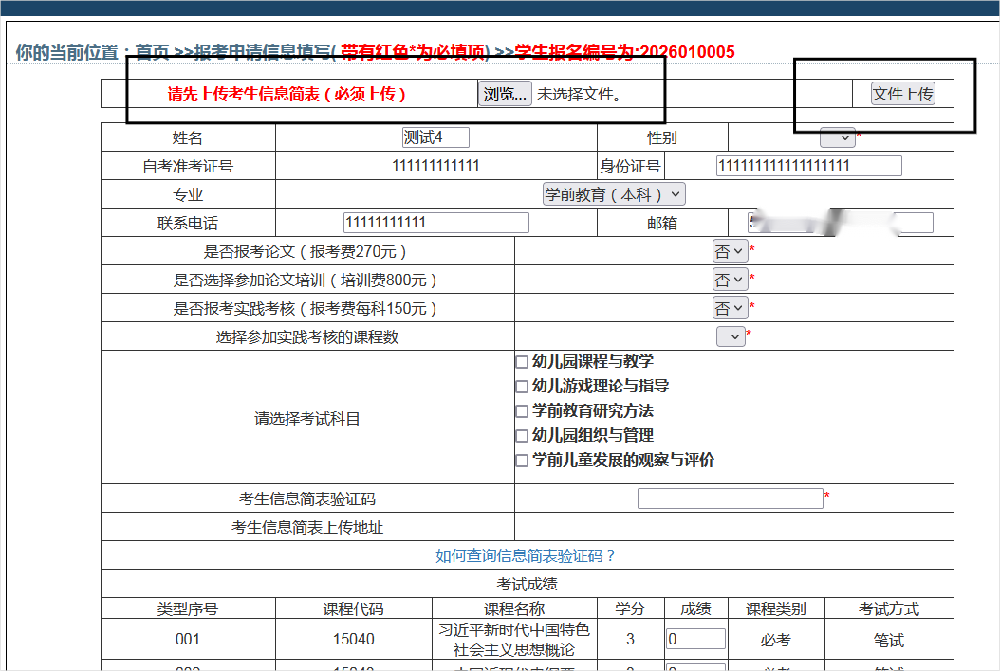 你的当前位置：首页 >>报考申请信息填写( 带有红色*为必填项) >>学生报名编号为:2026010005
请先上传考生信息简表（必须上传） 浏览... 未选择文件。 文件上传
姓名 测试4 性别 *
自考准考证号 111111111111 身份证号 111111111111111111
专业 学前教育（本科）
联系电话 11111111111 邮箱
是否报考论文（报考费270元） 否 *
是否选择参加论文培训（培训费800元） 否 *
是否报考实践考核（报考费每科150元） 否 *
选择参加实践考核的课程数 *
请选择考试科目
幼儿园课程与教学
幼儿游戏理论与指导
学前教育研究方法
幼儿园组织与管理
学前儿童发展的观察与评价
考生信息简表验证码 *
考生信息简表上传地址
如何查询信息简表验证码？
考试成绩
类型序号 课程代码 课程名称 学分 成绩 课程类别 考试方式
001 15040 习近平新时代中国特色 3 0 必考 笔试
社会主义思想概论